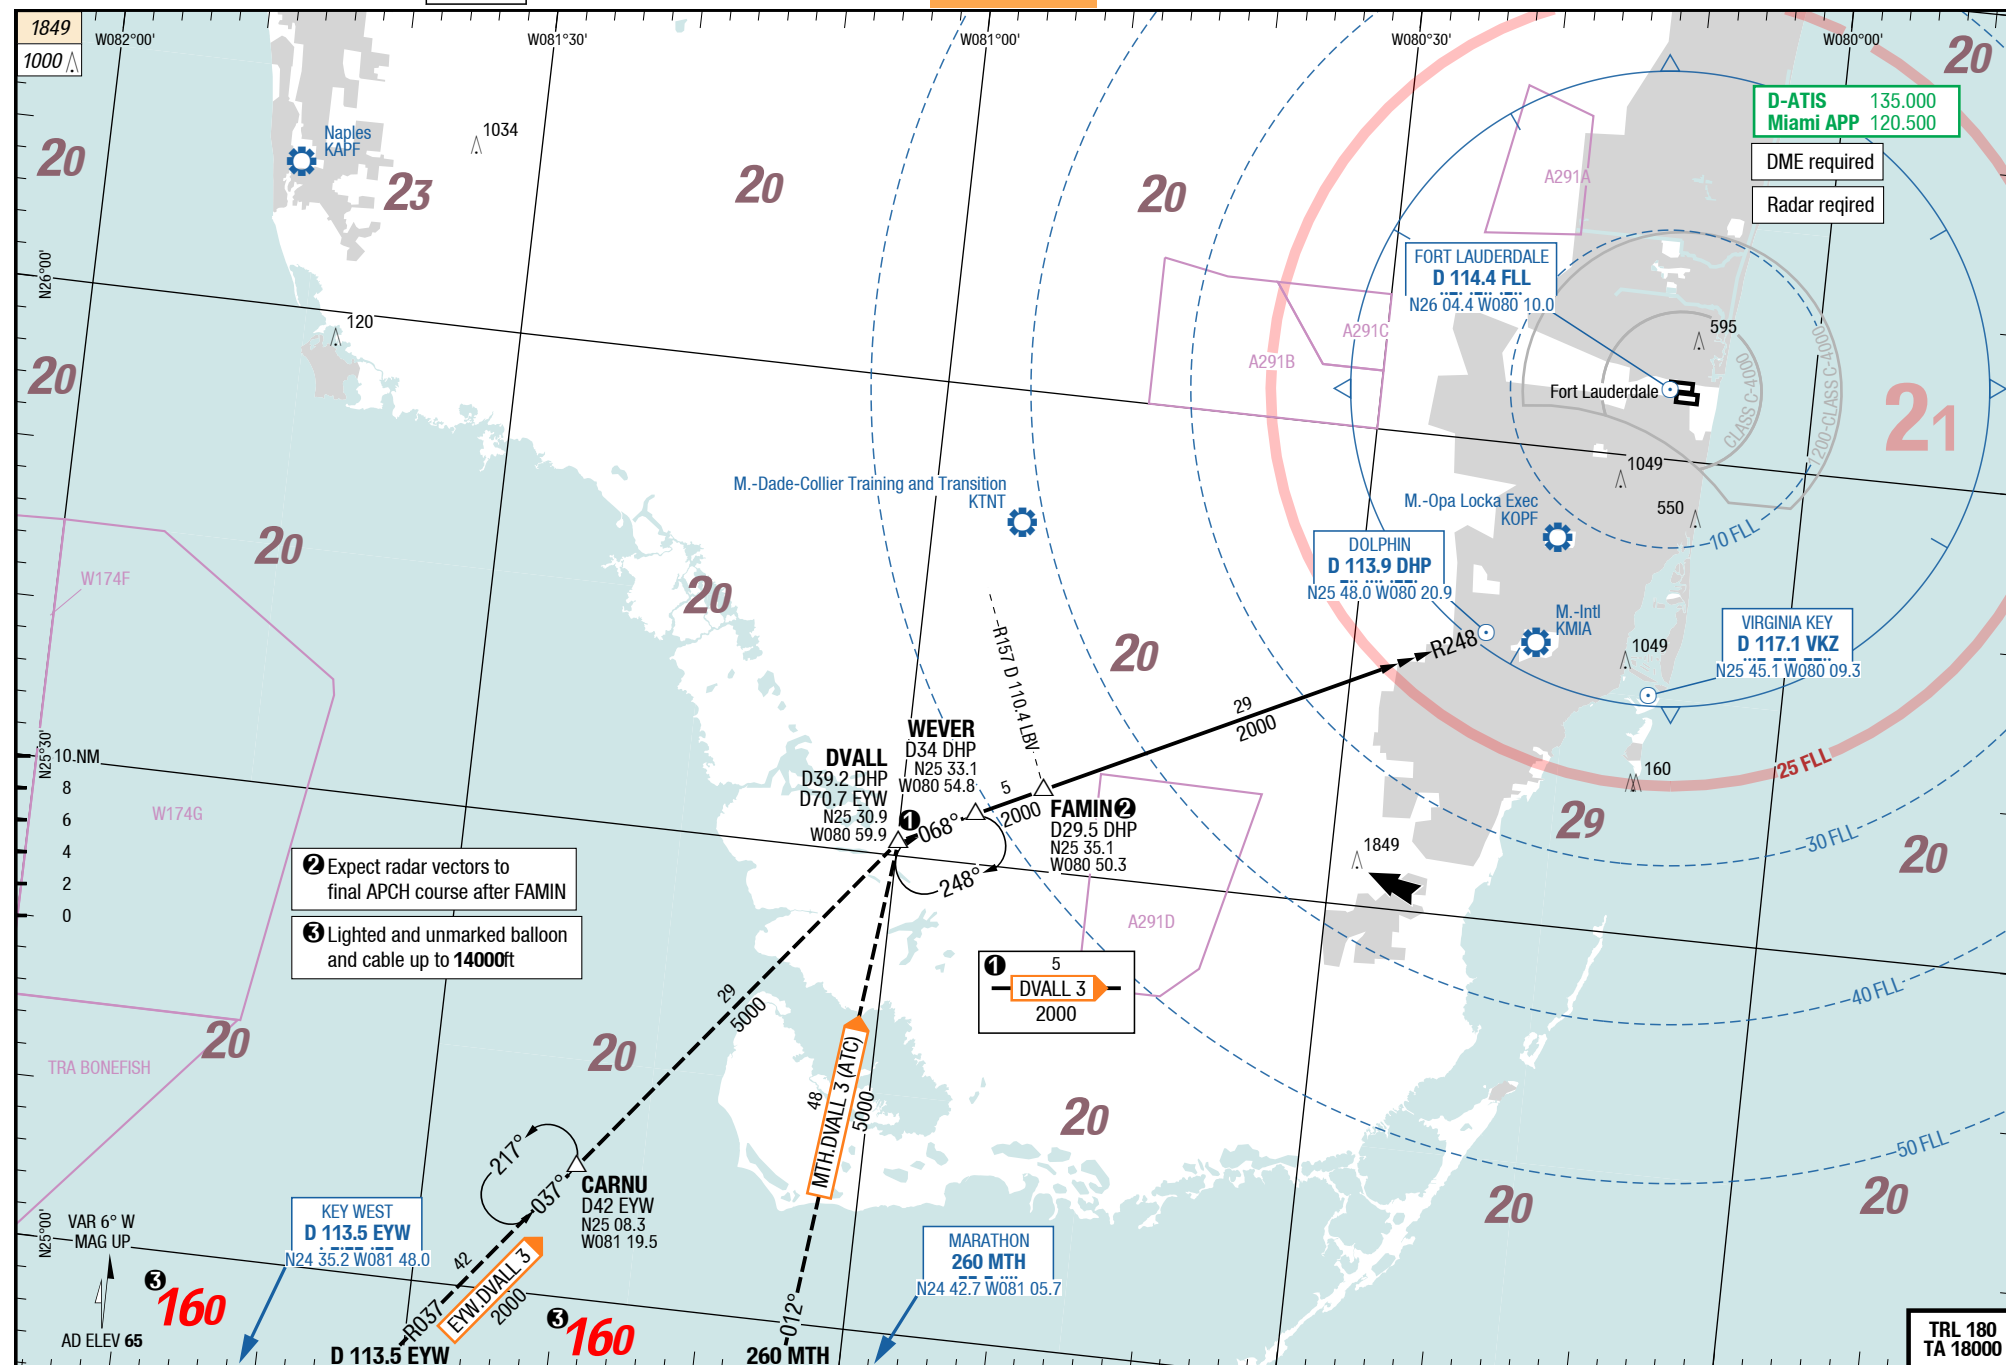 1849
1000
W082°00'
W081°30'
W081°00'
W080°30'
W080°00'
20
D-ATIS 135.000
Miami APP 120.500
DME required
Radar reqired
Naples
KAPF
1034
20
23
20
20
A291A
N26°00'
FORT LAUDERDALE
D 114.4 FLL
N26 04.4 W080 10.0
120
A291C
A291B
595
20
Fort Lauderdale
CLASS C-4000
1200-CLASS C-4000
21
1049
M.-Dade-Collier Training and Transition
KTNT
M.-Opa Locka Exec
KOPF
550
10 FLL
20
W174F
20
DOLPHIN
D 113.9 DHP
N25 48.0 W080 20.9
M.-Intl
KMIA
VIRGINIA KEY
D 117.1 VKZ
N25 45.1 W080 09.3
1049
20
R157 D 110.4 LBV
R248
29
2000
N25°30'
10 NM
8
6
4
2
0
WEVER
D34 DHP
N25 33.1
W080 54.8
DVALL
D39.2 DHP
D70.7 EYW
N25 30.9
W080 59.9
1
068°
5
2000
FAMIN 2
D29.5 DHP
N25 35.1
W080 50.3
248°
25 FLL
160
W174G
29
30 FLL
1849
20
2 Expect radar vectors to
final APCH course after FAMIN
3 Lighted and unmarked balloon
and cable up to 14000ft
A291D
1 5
DVALL 3
2000
40 FLL
29
5000
20
20
TRA BONEFISH
MTH.DVALL 3 (ATC)
48
5000
20
50 FLL
217°
037°
CARNU
D42 EYW
N25 08.3
W081 19.5
20
20
N25°00'
VAR 6° W
MAG UP
KEY WEST
D 113.5 EYW
N24 35.2 W081 48.0
MARATHON
260 MTH
N24 42.7 W081 05.7
42
EYW.DVALL 3
2000
R037
3
160
3
160
012°
AD ELEV 65
D 113.5 EYW
260 MTH
TRL 180
TA 18000